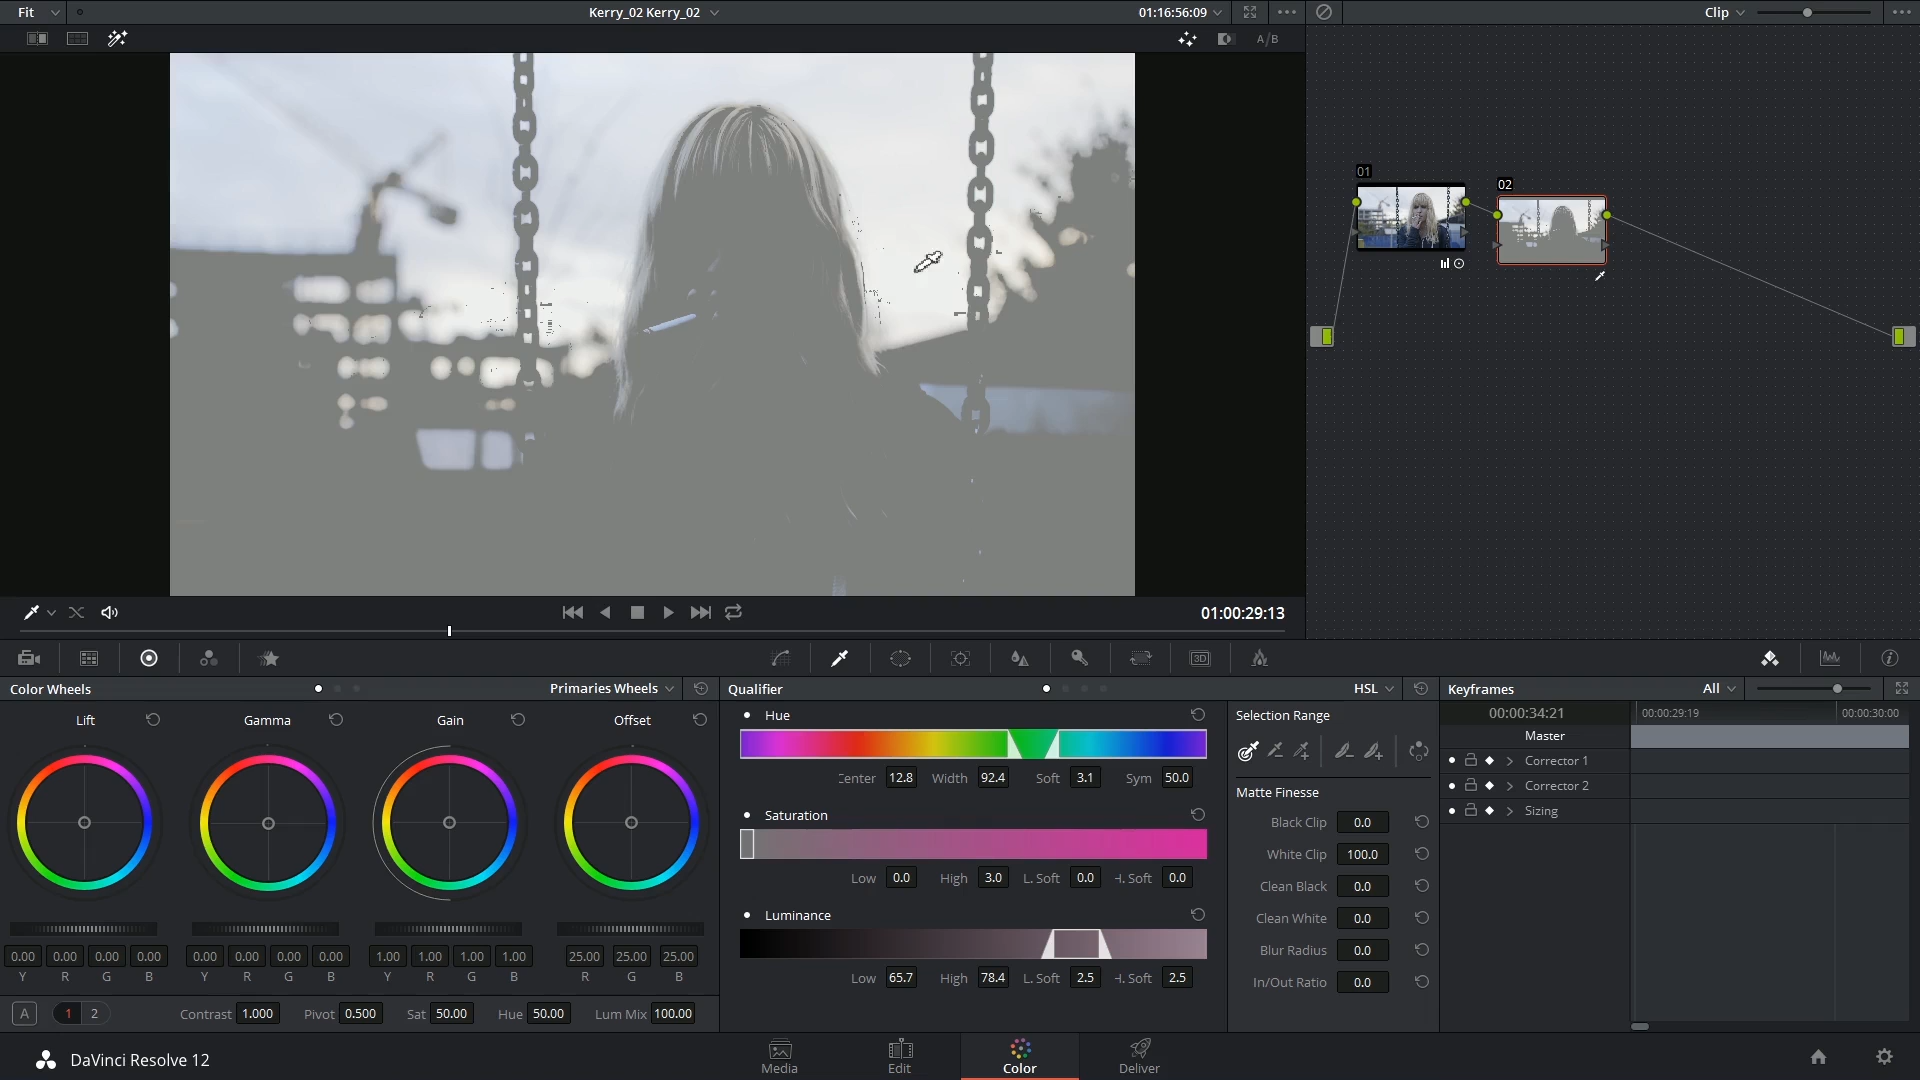 Fit
Kerry_02 Kerry_02
01:16:56:09
Clip
A/B
01
02
01:00:29:13
3D
Color Wheels
Primaries Wheels
Lift
Gamma
Gain
Offset
0.00 0.00 0.00 0.00
0.00 0.00 0.00 0.00
1.00 1.00 1.00 1.00
25.00 25.00 25.00
Y R G B
Y R G B
Y R G B
R G B
A
1 2
Contrast 1.000
Pivot 0.500
Sat 50.00
Hue 50.00
Lum Mix 100.00
Qualifier
HSL
Hue
Center 12.8 Width 92.4 Soft 3.1 Sym 50.0
Saturation
Low 0.0 High 3.0 L. Soft 0.0 H. Soft 0.0
Luminance
Low 65.7 High 78.4 L. Soft 2.5 H. Soft 2.5
Selection Range
Matte Finesse
Black Clip 0.0
White Clip 100.0
Clean Black 0.0
Clean White 0.0
Blur Radius 0.0
In/Out Ratio 0.0
Keyframes
All
00:00:34:21
00:00:29:19
00:00:30:00
Master
Corrector 1
Corrector 2
Sizing
DaVinci Resolve 12
Media
Edit
Color
Deliver